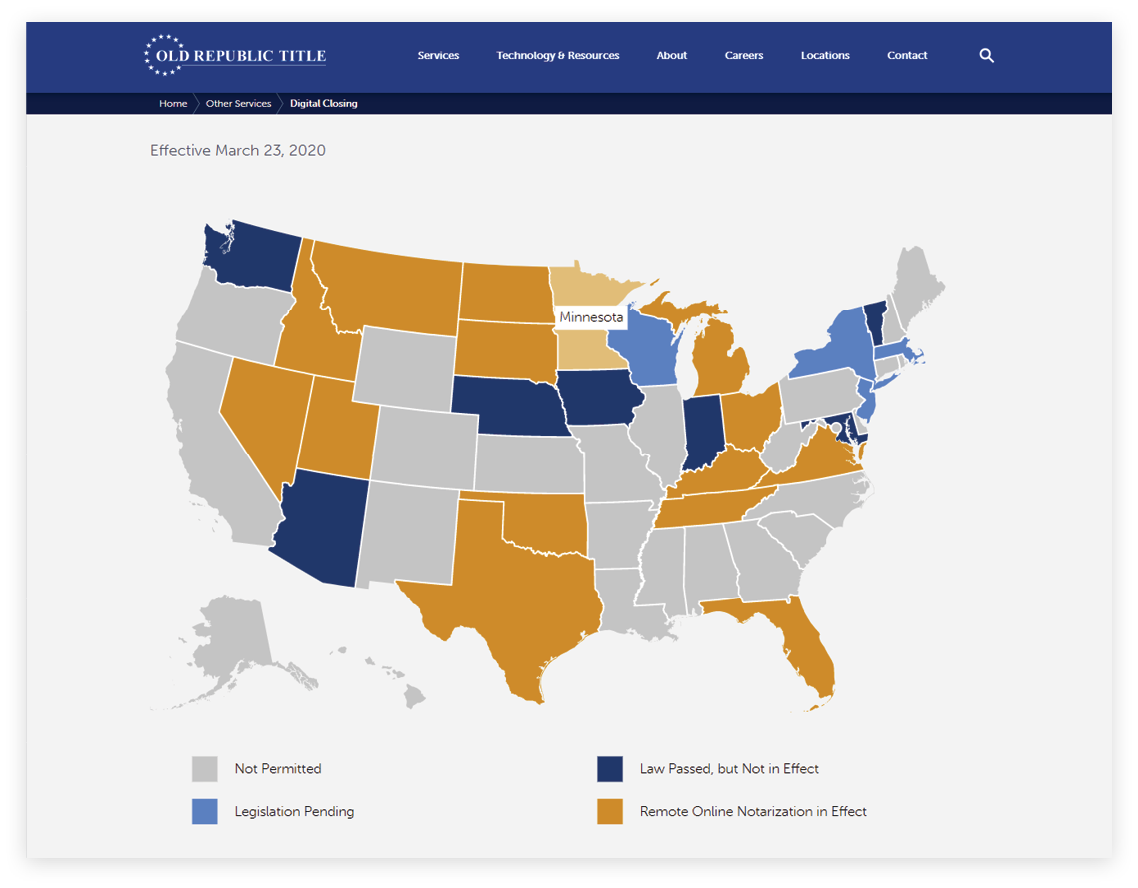 OLD REPUBLIC TITLE
Services Technology & Resources About Careers Locations Contact
Home Other Services Digital Closing
Effective March 23, 2020
Minnesota
Not Permitted
Law Passed, but Not in Effect
Legislation Pending
Remote Online Notarization in Effect